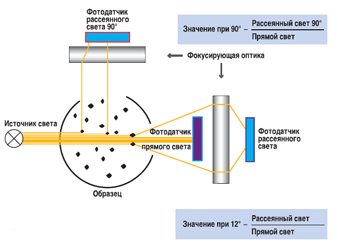 Фотодатчик
рассеянного
света 90°
Значение при 90° – Рассеянный свет 90°
Прямой свет
Фокусирующая оптика
Источник света
Фотодатчик
прямого света
Фотодатчик
рассеянного
света
Образец
Значение при 12° – Рассеянный свет
Прямой свет